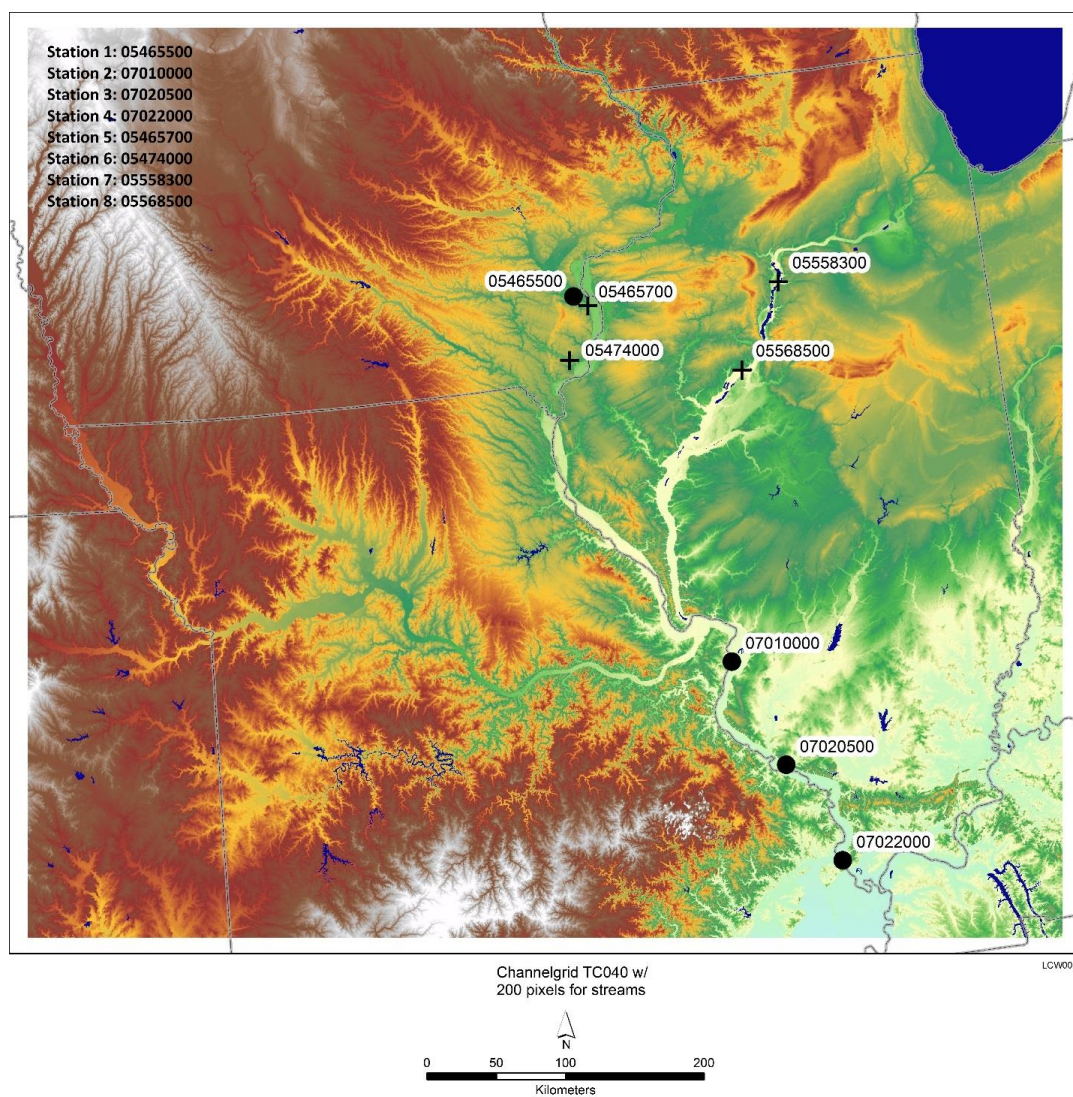 Station 1: 05465500
Station 2: 07010000
Station 3: 07020500
Station 4: 07022000
Station 5: 05465700
Station 6: 05474000
Station 7: 05558300
Station 8: 05568500
05558300
05465500
05465700
05474000
05568500
07010000
07020500
07022000
LCW00
Channelgrid TC040 w/
200 pixels for streams
N
0 50 100 200
Kilometers